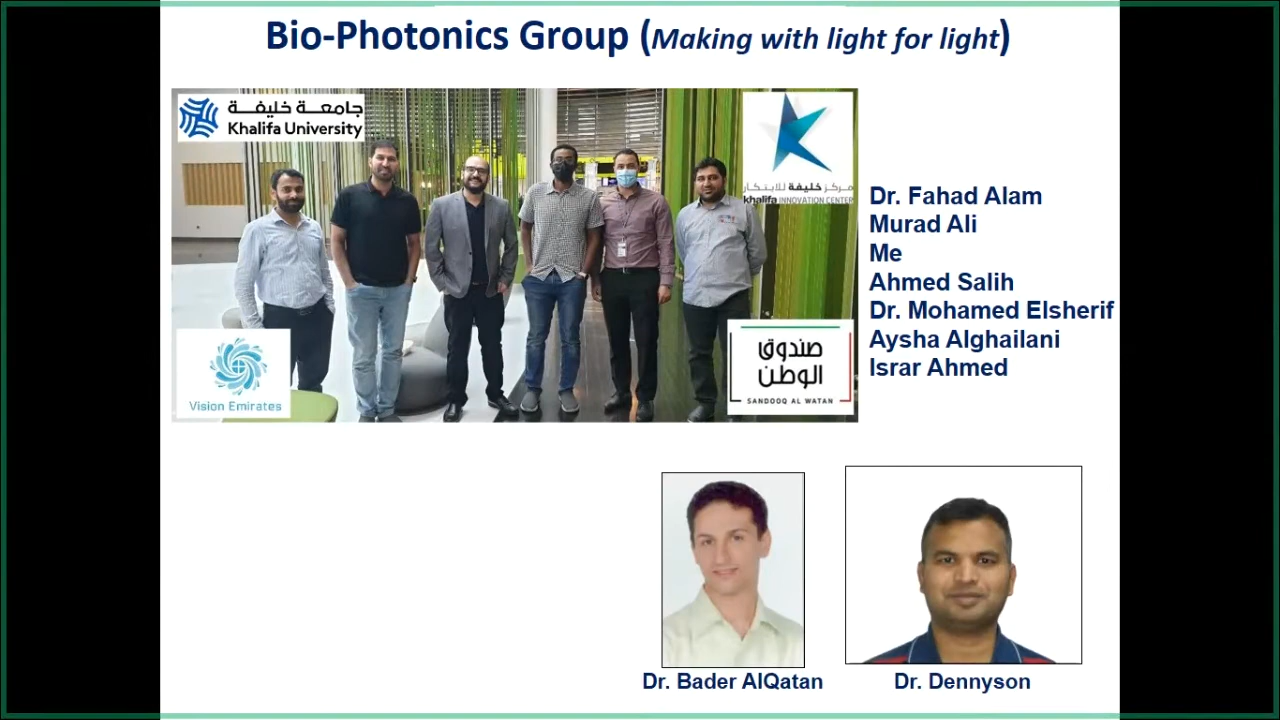 Bio-Photonics Group (Making with light for light)
جامعة خليفة
Khalifa University
مركز خليفة للابتكار
khalifa INNOVATION CENTER
Dr. Fahad Alam
Murad Ali
Me
Ahmed Salih
Dr. Mohamed Elsherif
Aysha Alghailani
Israr Ahmed
Vision Emirates
صندوق
الوطن
SANDOOQ AL WATAN
Dr. Bader AlQatan
Dr. Dennyson